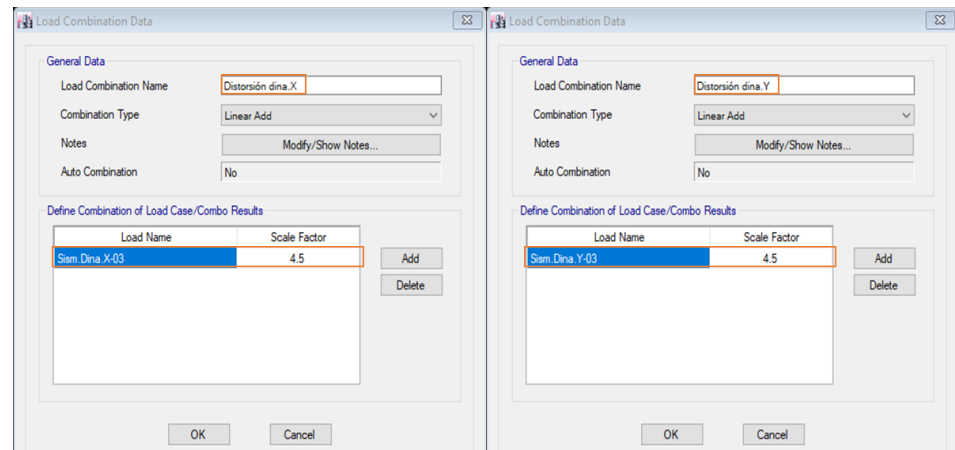 Load Combination Data
General Data
Load Combination Name Distorsión dina.X
Combination Type Linear Add
Notes Modify/Show Notes...
Auto Combination No
Define Combination of Load Case/Combo Results
Load Name Scale Factor
Sism.Dina.X-03 4.5
Add
Delete
OK Cancel
Load Combination Data
General Data
Load Combination Name Distorsión dina.Y
Combination Type Linear Add
Notes Modify/Show Notes...
Auto Combination No
Define Combination of Load Case/Combo Results
Load Name Scale Factor
Sism.Dina.Y-03 4.5
Add
Delete
OK Cancel